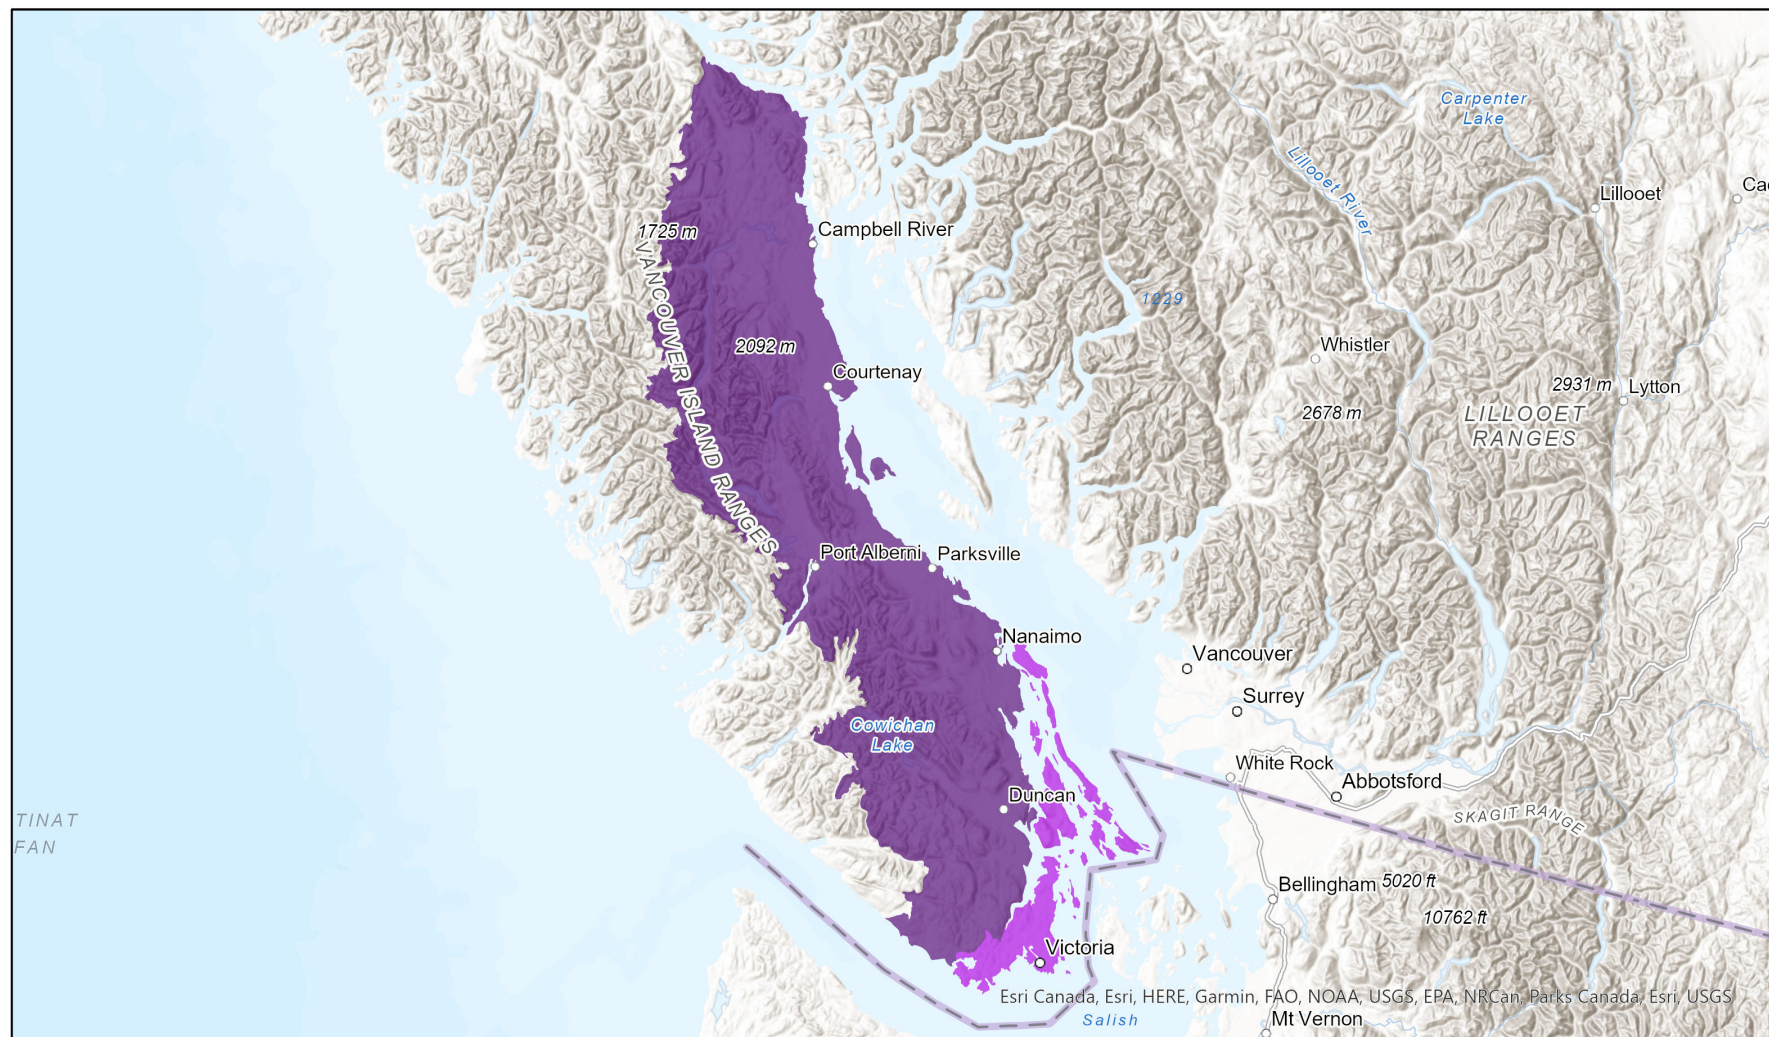 Carpenter
Lake
Lillooet River
Lillooet
1725 m
Campbell River
VANCOUVER ISLAND RANGES
1229
2092 m
Whistler
Courtenay
2931 m
Lytton
2678 m
LILLOOET
RANGES
Port Alberni
Parksville
Nanaimo
Vancouver
Surrey
Cowichan
Lake
White Rock
Abbotsford
Duncan
TINAT
FAN
SKAGIT RANGE
Bellingham
5020 ft
10762 ft
Victoria
Esri Canada, Esri, HERE, Garmin, FAO, NOAA, USGS, EPA, NRCan, Parks Canada, Esri, USGS
Salish
Mt Vernon